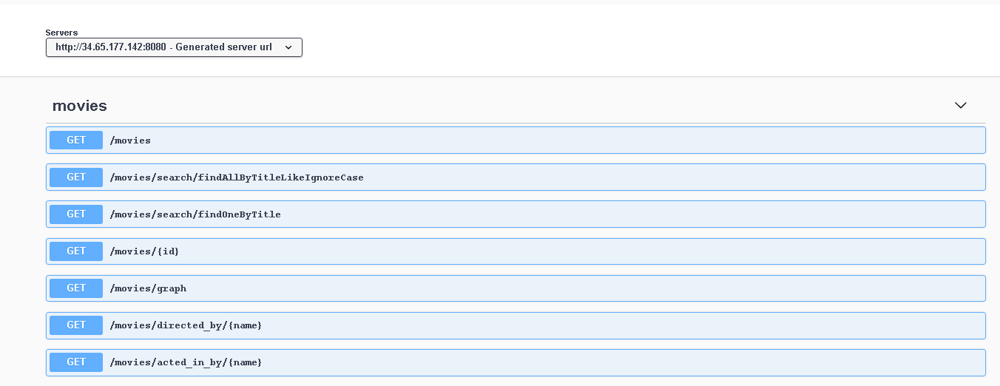 Servers
http://34.65.177.142:8080 - Generated server url
movies
GET /movies
GET /movies/search/findAllByTitleLikeIgnoreCase
GET /movies/search/findOneByTitle
GET /movies/{id}
GET /movies/graph
GET /movies/directed_by/{name}
GET /movies/acted_in_by/{name}